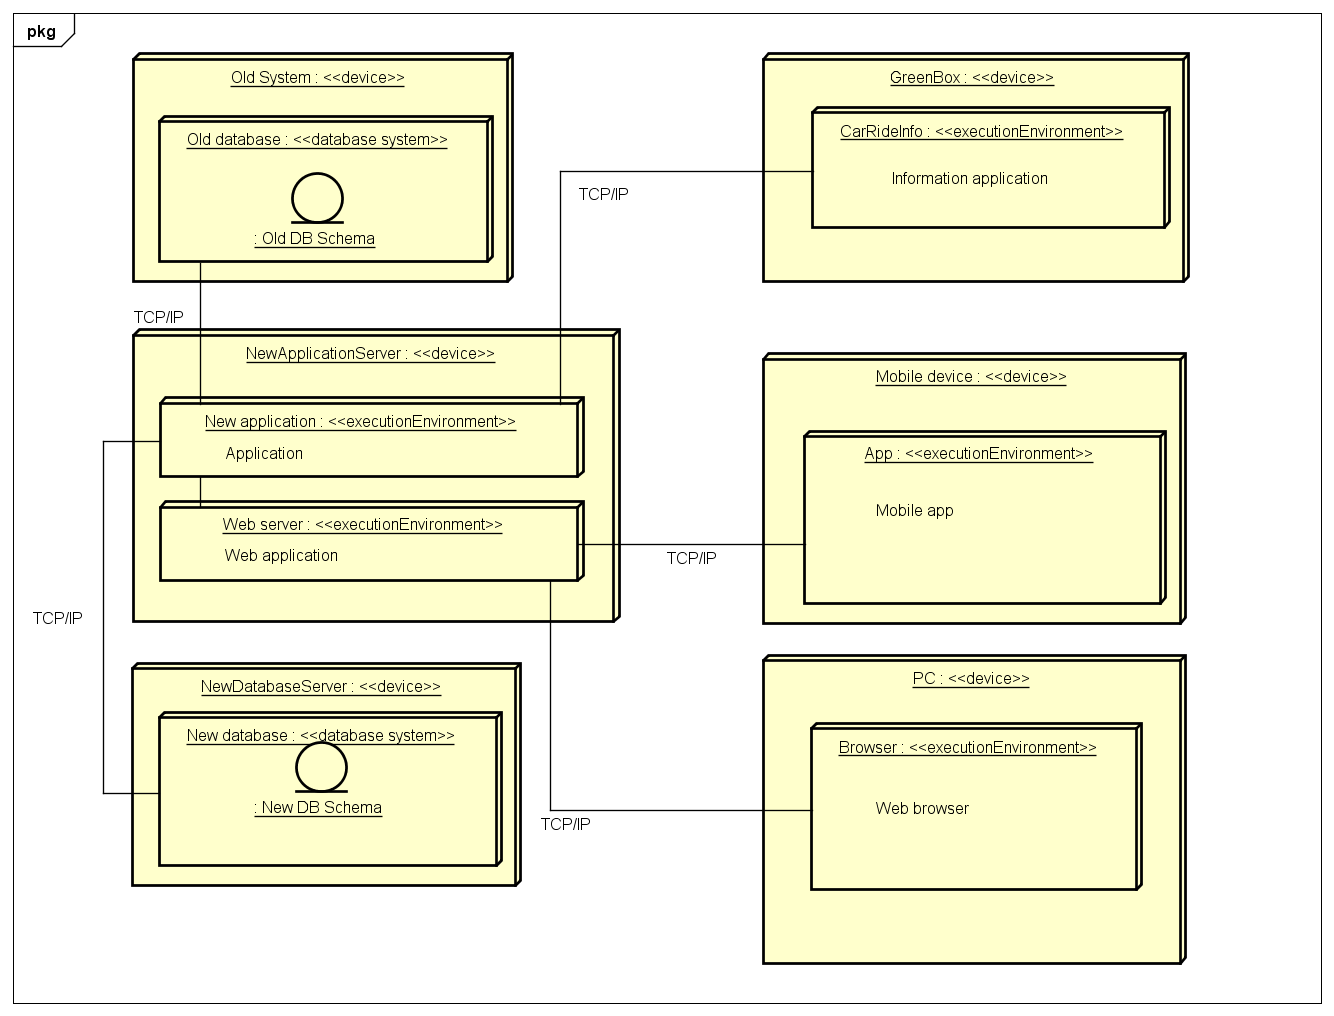 pkg
Old System : <<device>>
Old database : <<database system>>
: Old DB Schema
GreenBox : <<device>>
CarRideInfo : <<executionEnvironment>>
Information application
TCP/IP
TCP/IP
NewApplicationServer : <<device>>
New application : <<executionEnvironment>>
Application
Web server : <<executionEnvironment>>
Web application
Mobile device : <<device>>
App : <<executionEnvironment>>
Mobile app
TCP/IP
TCP/IP
NewDatabaseServer : <<device>>
New database : <<database system>>
: New DB Schema
PC : <<device>>
Browser : <<executionEnvironment>>
Web browser
TCP/IP